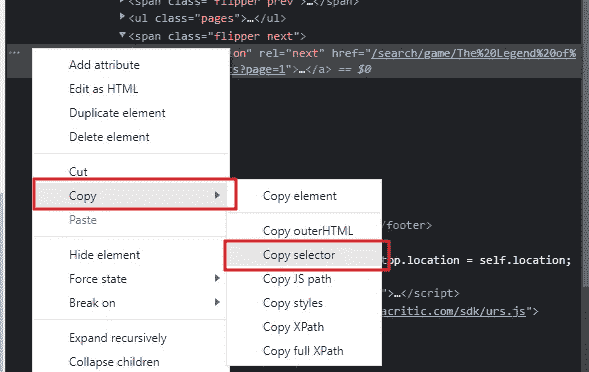 <span class="flipper prev">…</span>
▶<ul class="pages">…</ul>
▼<span class="flipper next">
… ion" rel="next" href="/search/game/The%20Legend%20of%
ts?page=1">…</a> == $0
Add attribute
Edit as HTML
Duplicate element
Delete element
Cut
Copy
Copy element
Paste
Copy outerHTML
/footer>
Hide element
Copy selector
top.location = self.location;
Force state
Copy JS path
Break on
Copy styles
">…</script>
acritic.com/sdk/urs.js">
Copy XPath
Expand recursively
Copy full XPath
Collapse children